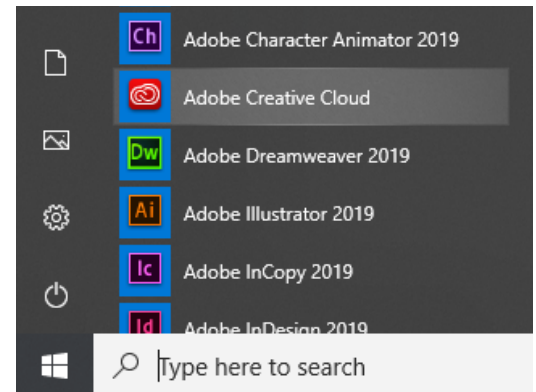 Ch Adobe Character Animator 2019
Adobe Creative Cloud
Dw Adobe Dreamweaver 2019
Ai Adobe Illustrator 2019
Ic Adobe InCopy 2019
Id Adobe InDesign 2019
Type here to search